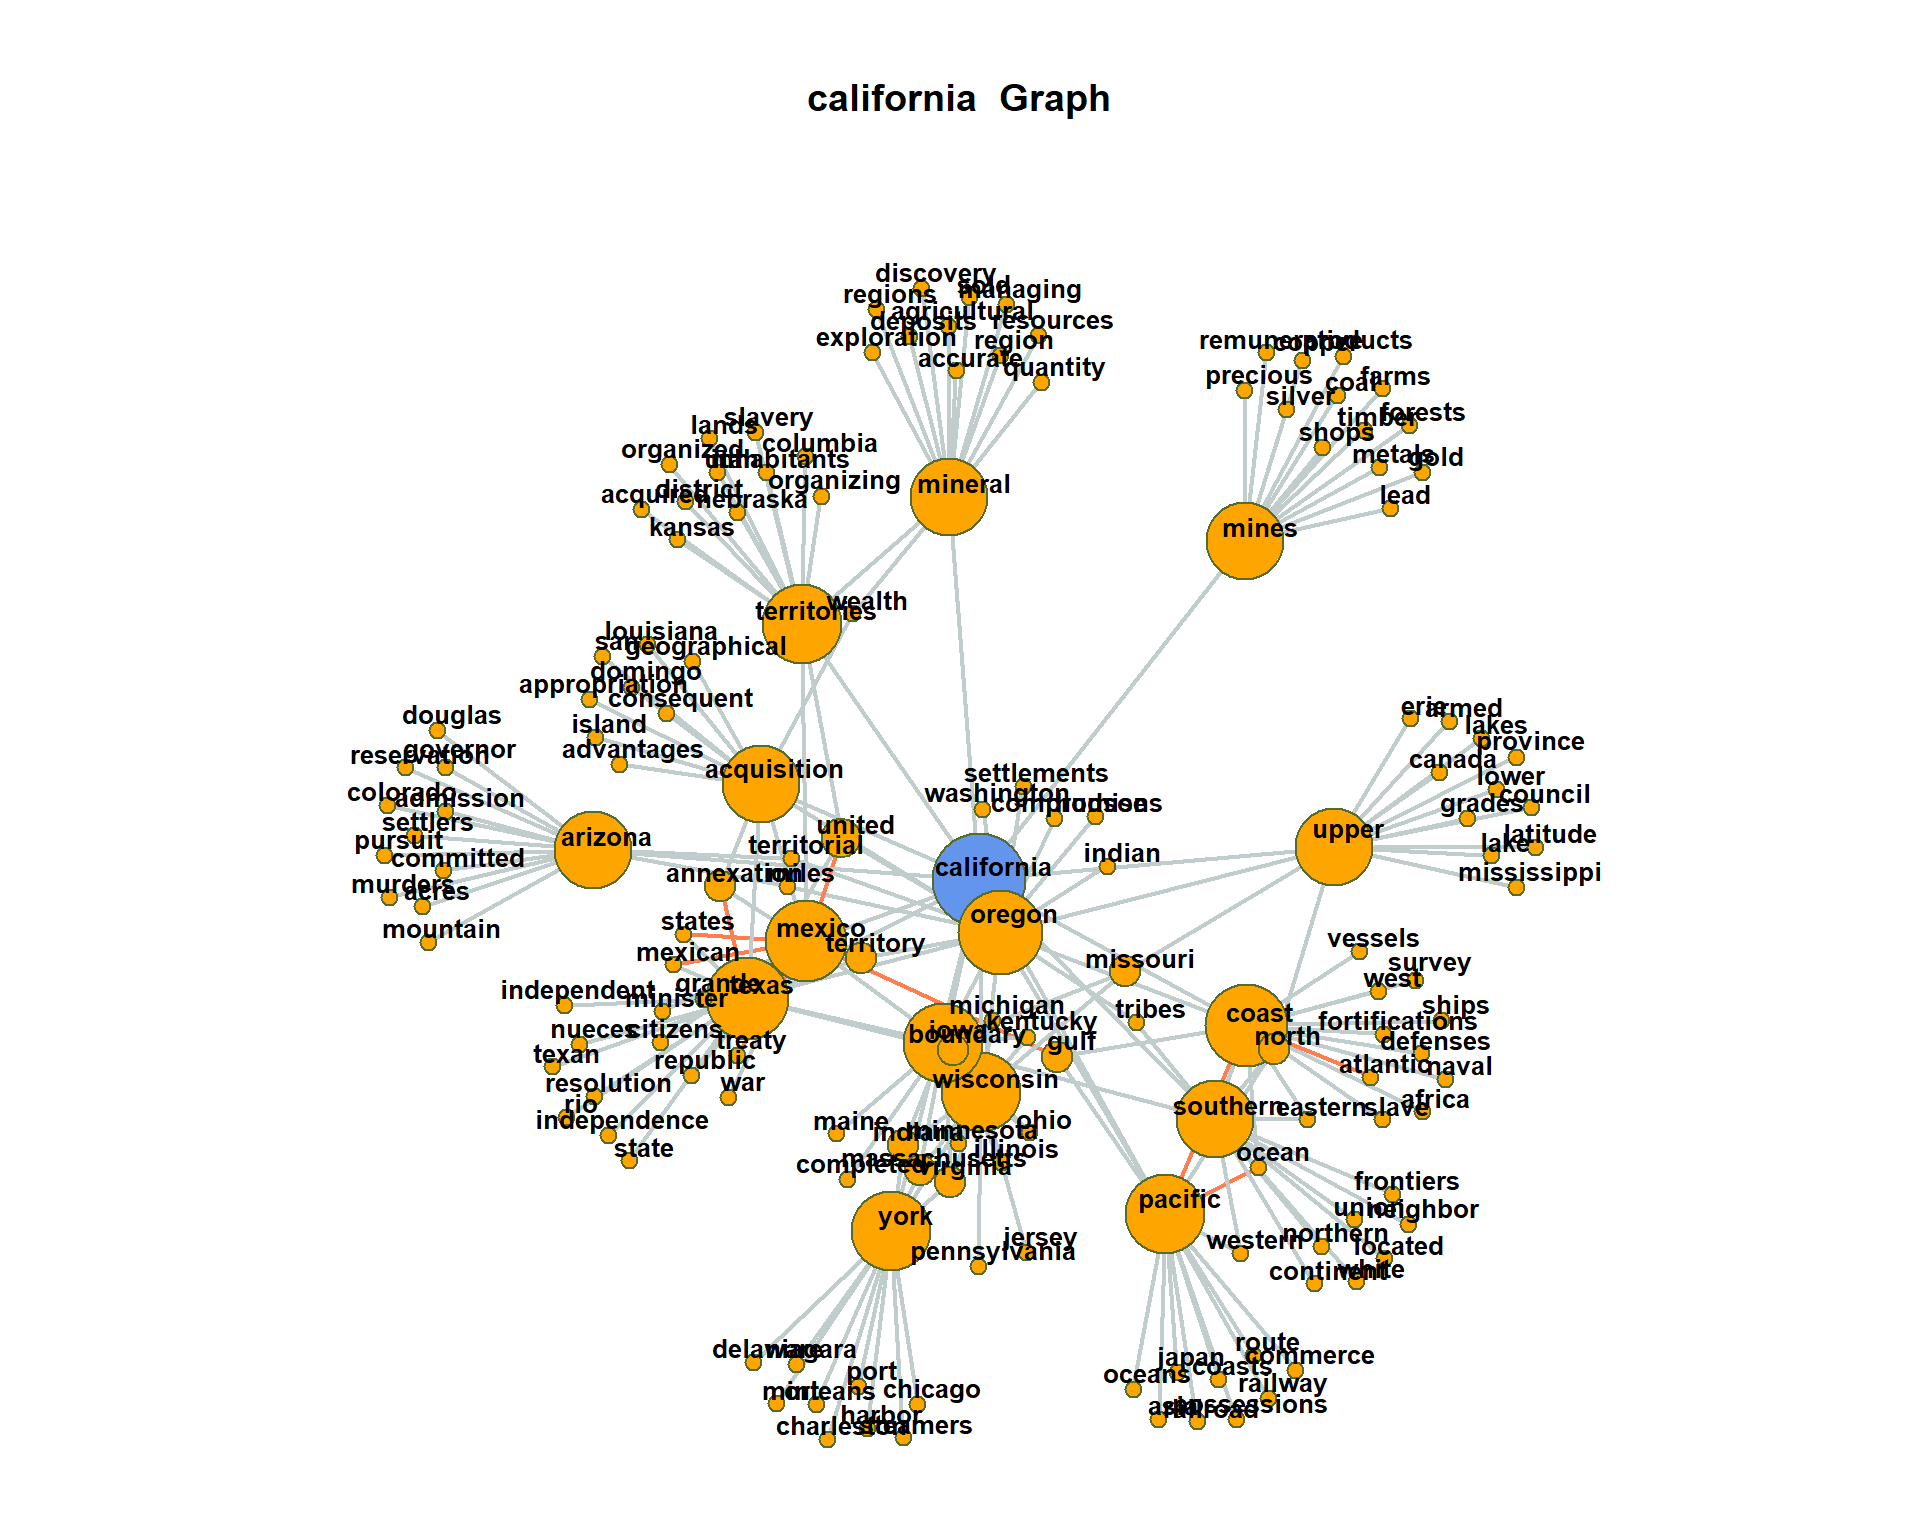 california Graph
discovery
sold
managing
regions
agricultural
deposits
resources
exploration
region
accurate
quantity
remunerative
copper
products
precious
coal
farms
silver
timber
forests
shops
metals
gold
lead
slavery
lands
columbia
organized
utah
inhabitants
organizing
acquired
district
nebraska
kansas
mineral
mines
territories
wealth
louisiana
san
geographical
domingo
appropriation
consequent
island
advantages
acquisition
douglas
governor
reservation
colorado
admission
settlers
pursuit
committed
murders
acres
mountain
arizona
erie
armed
lakes
province
canada
lower
council
grades
latitude
lake
mississippi
upper
settlements
washington
compromise
hudsons
indian
united
territorial
annexation
miles
california
oregon
states
mexico
territory
mexican
grande
texas
independent
minister
nueces
citizens
treaty
texan
republic
resolution
war
rio
independence
state
missouri
tribes
michigan
kentucky
iowa
boundary
gulf
wisconsin
vessels
survey
west
coast
ships
fortifications
north
defenses
atlantic
naval
africa
southern
eastern
slave
ocean
maine
indiana
minnesota
ohio
illinois
massachusetts
completed
virginia
york
pennsylvania
jersey
pacific
frontiers
union
neighbor
northern
western
located
continent
white
delaware
niagara
port
mint
orleans
chicago
harbor
charleston
steamers
route
japan
commerce
coasts
oceans
railway
asia
possessions
railroad